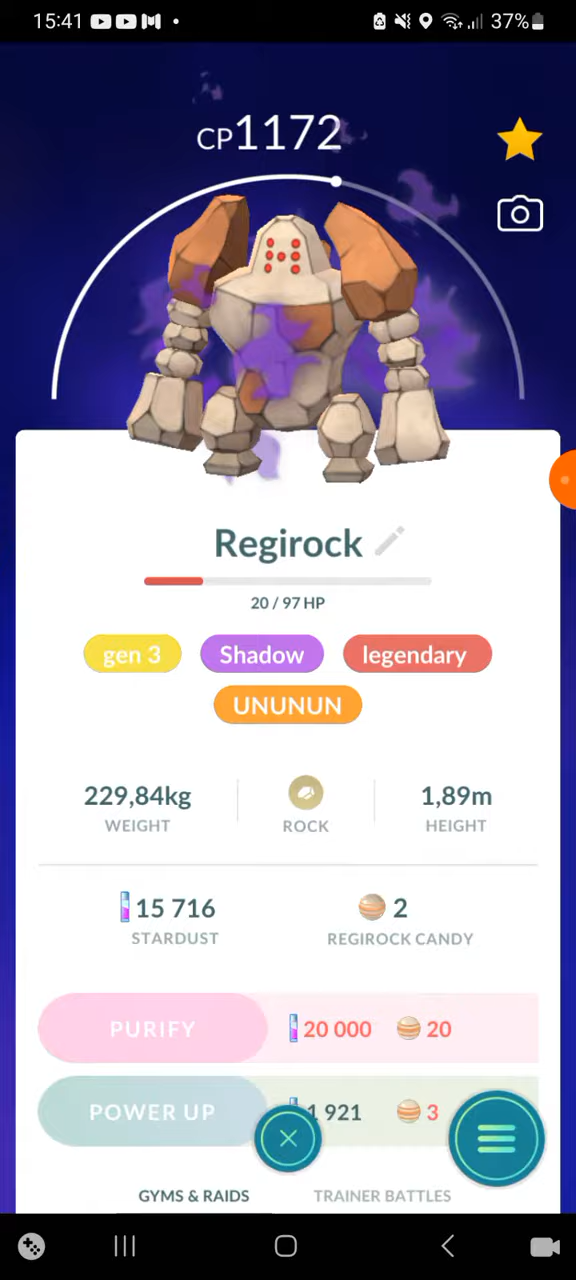 15:41
37%
CP1172
Regirock
20 / 97 HP
gen 3 Shadow legendary
UNUNUN
229,84kg 1,89m
WEIGHT ROCK HEIGHT
15 716 2
STARDUST REGIROCK CANDY
PURIFY 20 000 20
POWER UP 1 921 3
GYMS & RAIDS TRAINER BATTLES